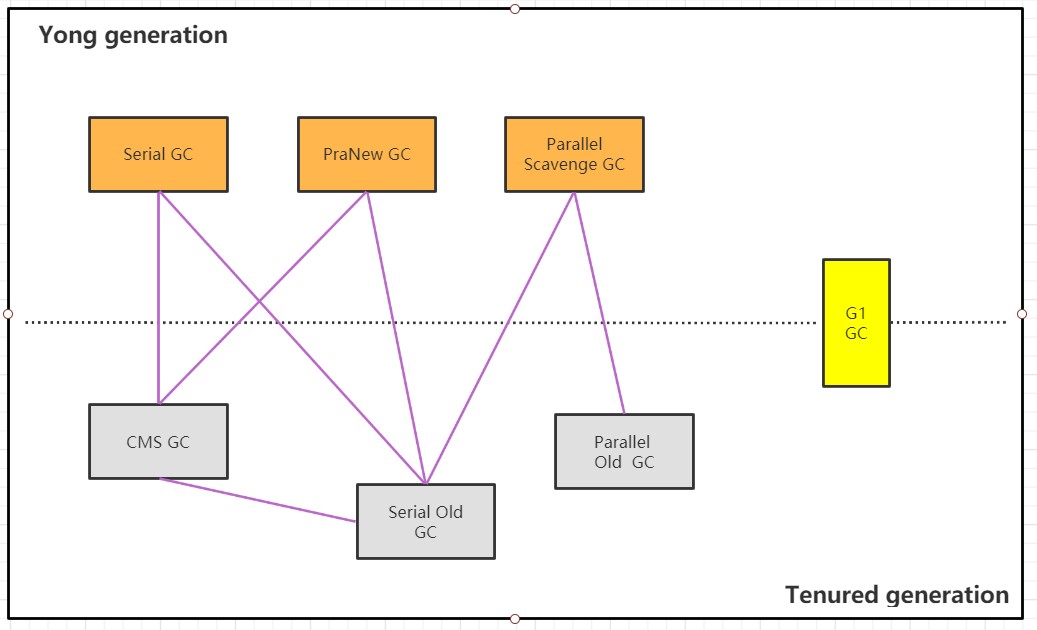 Yong generation
Serial GC
PraNew GC
Parallel
Scavenge GC
G1
GC
CMS GC
Parallel
Old GC
Serial Old
GC
Tenured generation